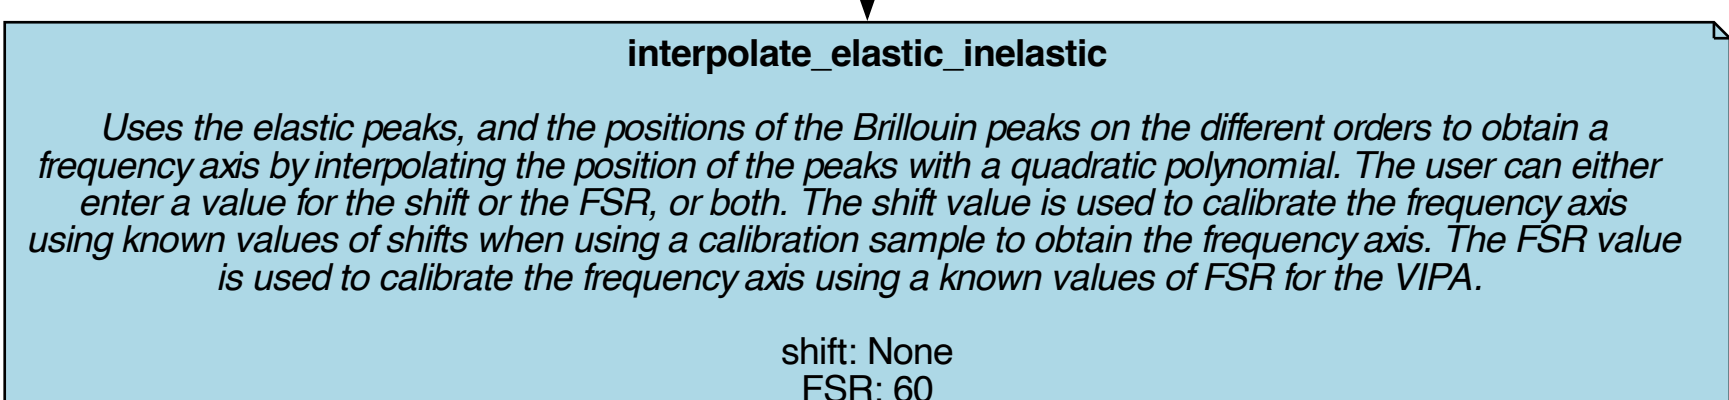 interpolate_elastic_inelastic
Uses the elastic peaks, and the positions of the Brillouin peaks on the different orders to obtain a
frequency axis by interpolating the position of the peaks with a quadratic polynomial. The user can either
enter a value for the shift or the FSR, or both. The shift value is used to calibrate the frequency axis
using known values of shifts when using a calibration sample to obtain the frequency axis. The FSR value
is used to calibrate the frequency axis using a known values of FSR for the VIPA.
shift: None
FSR: 60